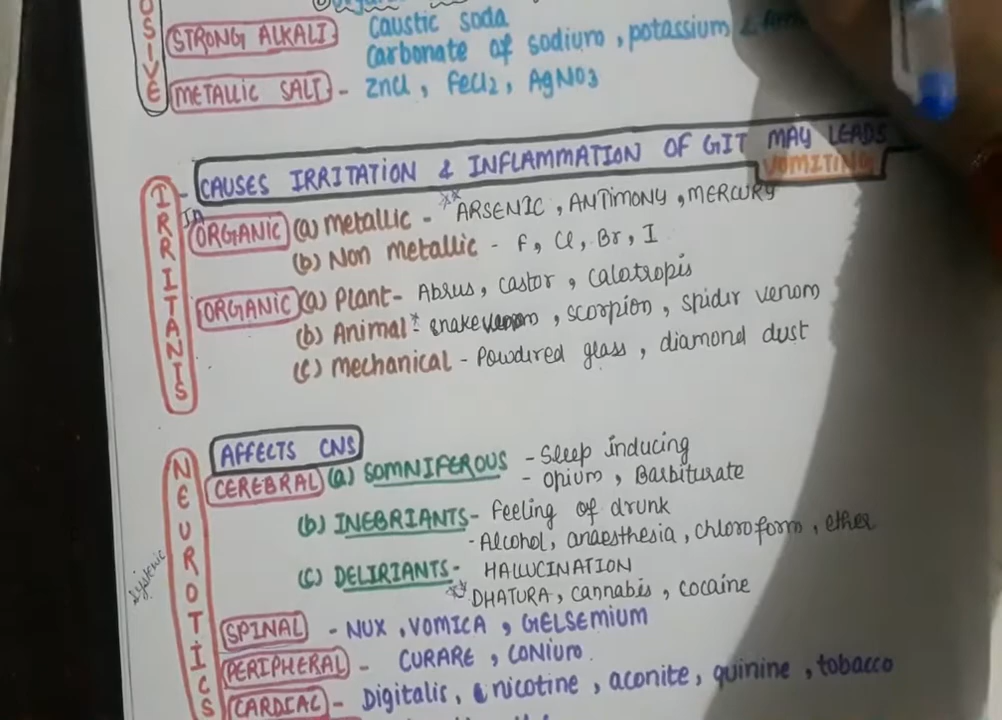 OSIVE
STRONG ALKALI
Caustic soda
Carbonate of sodium , potassium &
METALLIC SALT - ZnCl , FeCl2 , AgNO3
IRRITANTS
- CAUSES IRRITATION & INFLAMMATION OF GIT MAY LEADS
VOMITING
IN
ORGANIC (a) Metallic - ** ARSENIC , ANTIMONY , MERCURY
(b) Non metallic - F, Cl, Br, I
ORGANIC (a) Plant - Abrus , castor , calotropis
(b) Animal * : snake venom , scorpion , spider venom
(c) Mechanical - Powdired glass , diamond dust
NEUROTICS
AFFECTS CNS
CEREBRAL (a) SOMNIFEROUS - Sleep inducing
- Opium , Barbiturate
(b) INEBRIANTS - Feeling of drunk
- Alcohol, anaesthesia , chloroform , ether
(c) DELIRIANTS - HALLUCINATION
** DHATURA , cannabis , cocaine
Systemic
SPINAL - NUX , VOMICA , GELSEMIUM
PERIPHERAL - CURARE , CONIUM
CARDIAC - Digitalis , nicotine , aconite , quinine , tobacco